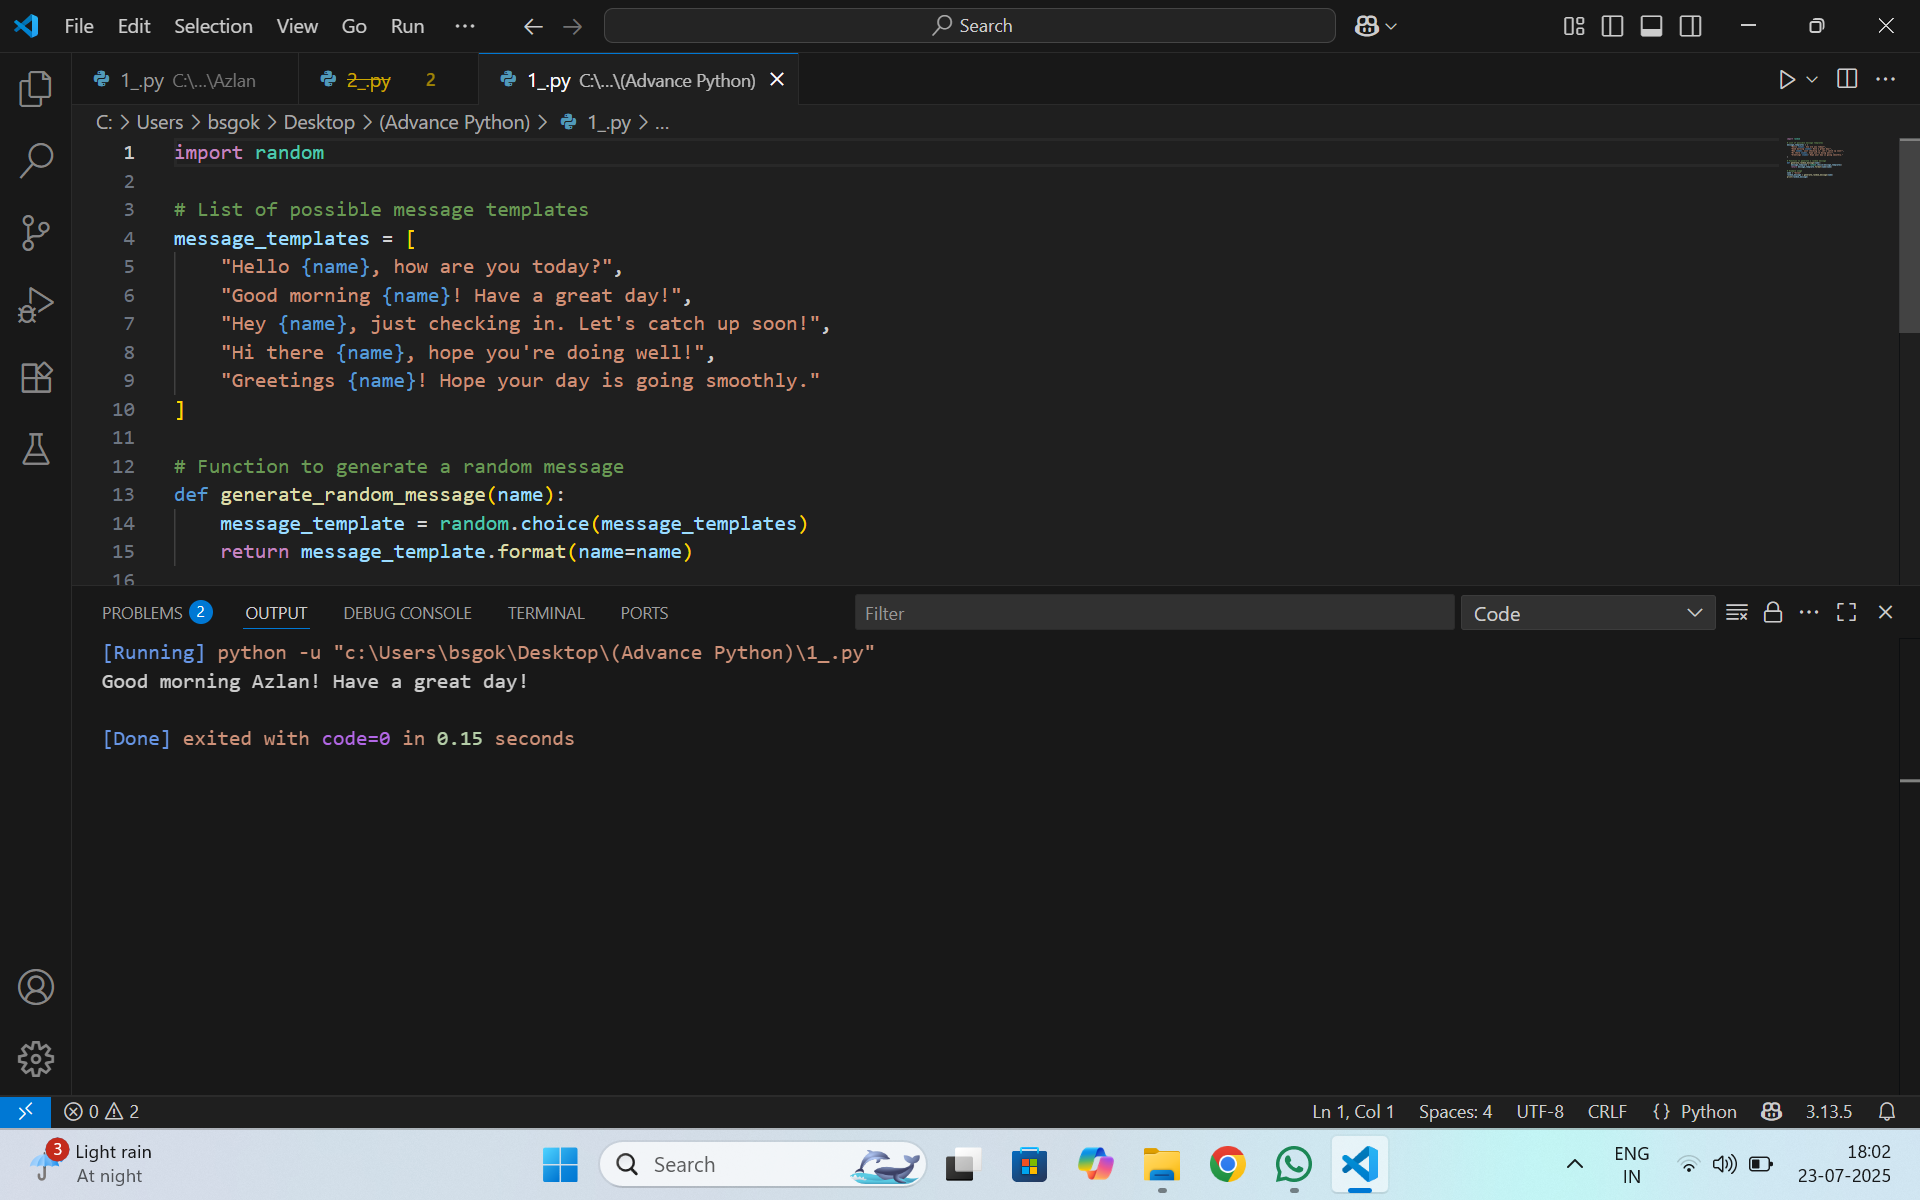 File Edit Selection View Go Run ··· Search
1_.py C:\...\Azlan 2_.py 2 1_.py C:\...\(Advance Python)
C: > Users > bsgok > Desktop > (Advance Python) > 1_.py > ...
1 import random
2
3 # List of possible message templates
4 message_templates = [
5 "Hello {name}, how are you today?",
6 "Good morning {name}! Have a great day!",
7 "Hey {name}, just checking in. Let's catch up soon!",
8 "Hi there {name}, hope you're doing well!",
9 "Greetings {name}! Hope your day is going smoothly."
10 ]
11
12 # Function to generate a random message
13 def generate_random_message(name):
14 message_template = random.choice(message_templates)
15 return message_template.format(name=name)
16
PROBLEMS 2 OUTPUT DEBUG CONSOLE TERMINAL PORTS Filter Code
[Running] python -u "c:\Users\bsgok\Desktop\(Advance Python)\1_.py"
Good morning Azlan! Have a great day!
[Done] exited with code=0 in 0.15 seconds
0 2 Ln 1, Col 1 Spaces: 4 UTF-8 CRLF {} Python 3.13.5
3 Light rain
At night
Search
ENG
IN
18:02
23-07-2025